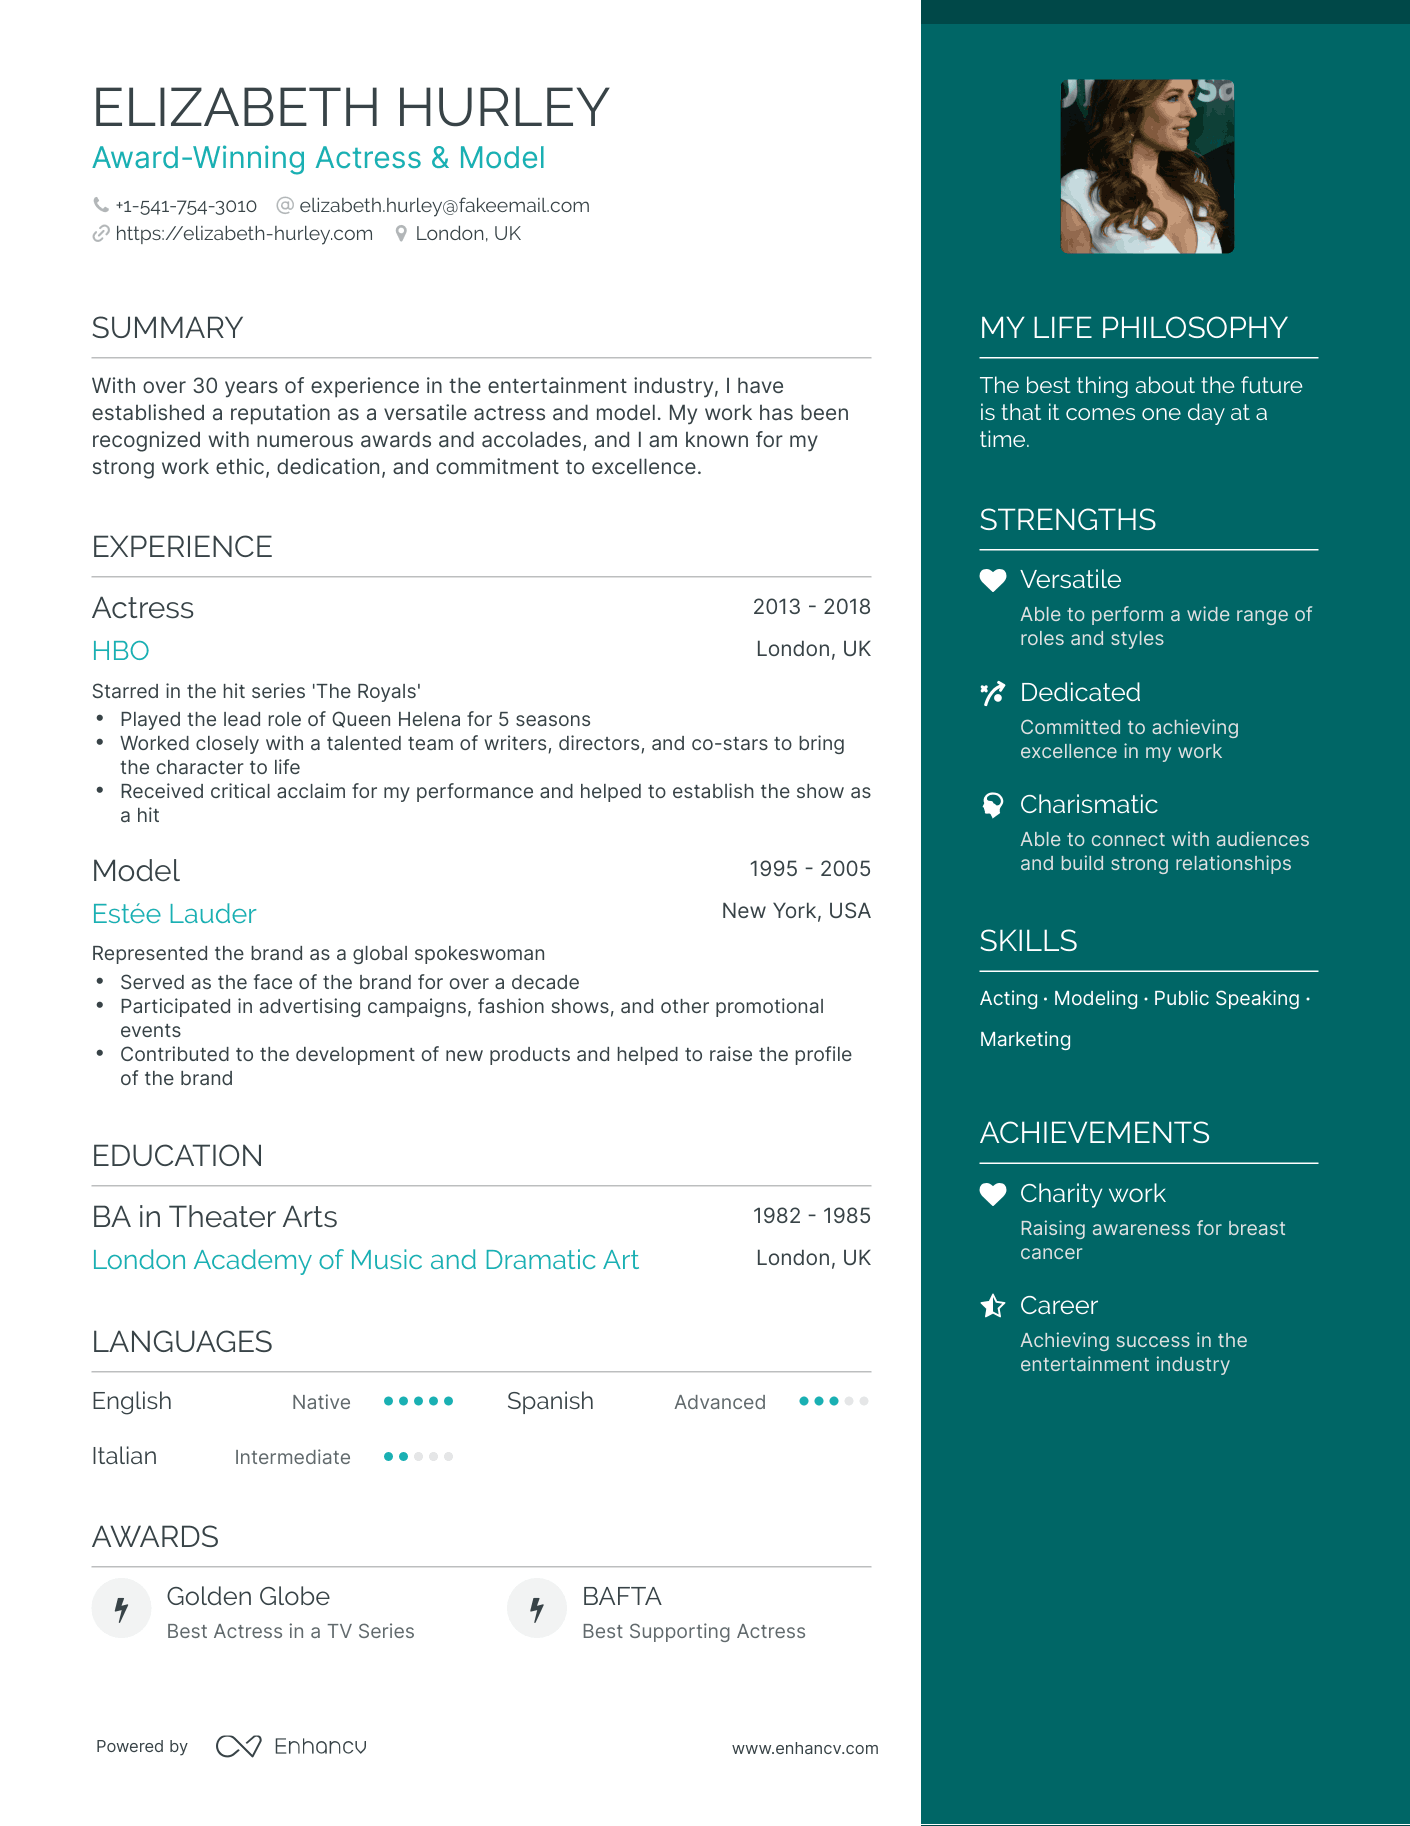 ELIZABETH HURLEY
Award-Winning Actress & Model
+1-541-754-3010 elizabeth.hurley@fakeemail.com
https://elizabeth-hurley.com London, UK
SUMMARY
With over 30 years of experience in the entertainment industry, I have
established a reputation as a versatile actress and model. My work has been
recognized with numerous awards and accolades, and I am known for my
strong work ethic, dedication, and commitment to excellence.
EXPERIENCE
Actress 2013 - 2018
HBO London, UK
Starred in the hit series 'The Royals'
• Played the lead role of Queen Helena for 5 seasons
• Worked closely with a talented team of writers, directors, and co-stars to bring
the character to life
• Received critical acclaim for my performance and helped to establish the show as
a hit
Model 1995 - 2005
Estée Lauder New York, USA
Represented the brand as a global spokeswoman
• Served as the face of the brand for over a decade
• Participated in advertising campaigns, fashion shows, and other promotional
events
• Contributed to the development of new products and helped to raise the profile
of the brand
EDUCATION
BA in Theater Arts 1982 - 1985
London Academy of Music and Dramatic Art London, UK
LANGUAGES
English Native Spanish Advanced
Italian Intermediate
AWARDS
Golden Globe BAFTA
Best Actress in a TV Series Best Supporting Actress
Powered by Enhancv www.enhancv.com
MY LIFE PHILOSOPHY
The best thing about the future
is that it comes one day at a
time.
STRENGTHS
Versatile
Able to perform a wide range of
roles and styles
Dedicated
Committed to achieving
excellence in my work
Charismatic
Able to connect with audiences
and build strong relationships
SKILLS
Acting · Modeling · Public Speaking ·
Marketing
ACHIEVEMENTS
Charity work
Raising awareness for breast
cancer
Career
Achieving success in the
entertainment industry